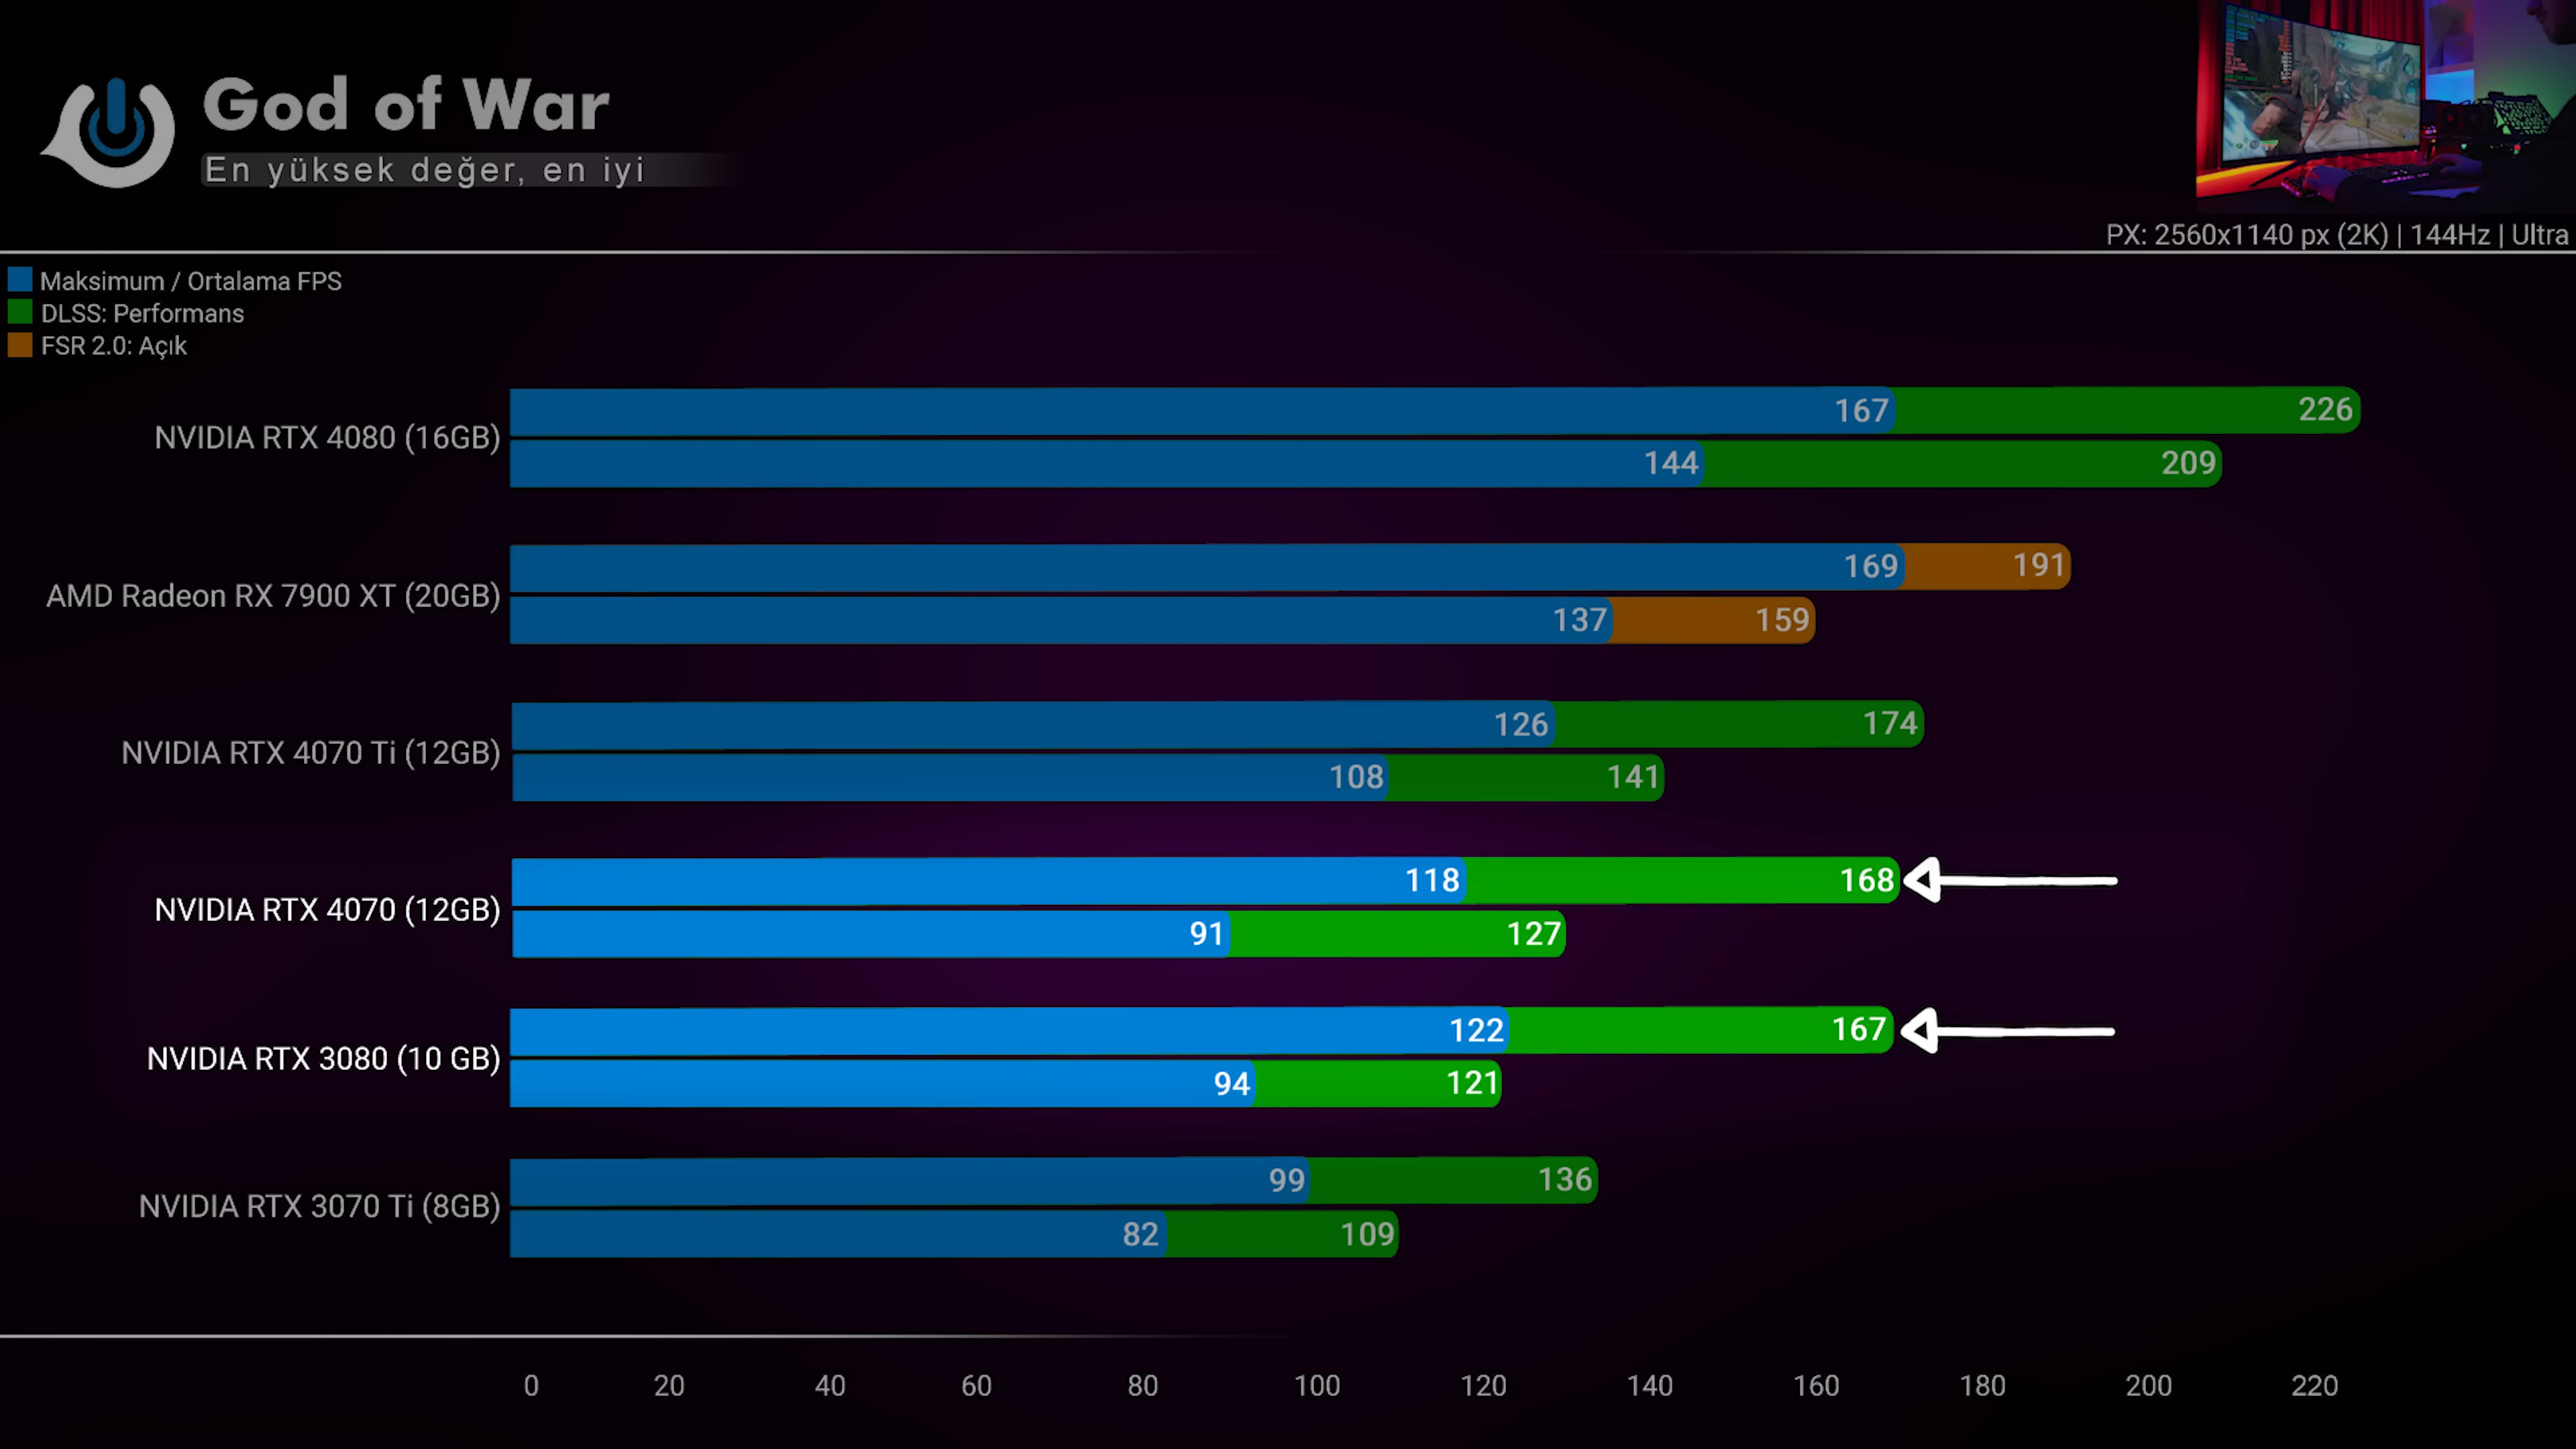 God of War
En yüksek değer, en iyi
PX: 2560x1140 px (2K) | 144Hz | Ultra
Maksimum / Ortalama FPS
DLSS: Performans
FSR 2.0: Açık
NVIDIA RTX 4080 (16GB)
167 226
144 209
AMD Radeon RX 7900 XT (20GB)
169 191
137 159
NVIDIA RTX 4070 Ti (12GB)
126 174
108 141
NVIDIA RTX 4070 (12GB)
118 168
91 127
NVIDIA RTX 3080 (10 GB)
122 167
94 121
NVIDIA RTX 3070 Ti (8GB)
99 136
82 109
0 20 40 60 80 100 120 140 160 180 200 220